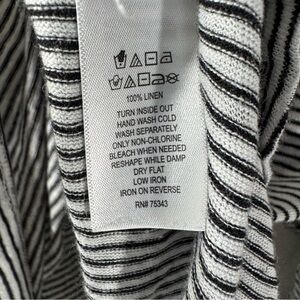 100% LINEN
TURN INSIDE OUT
HAND WASH COLD
WASH SEPARATELY
ONLY NON-CHLORINE
BLEACH WHEN NEEDED
RESHAPE WHILE DAMP
DRY FLAT
LOW IRON
IRON ON REVERSE
RN# 75343